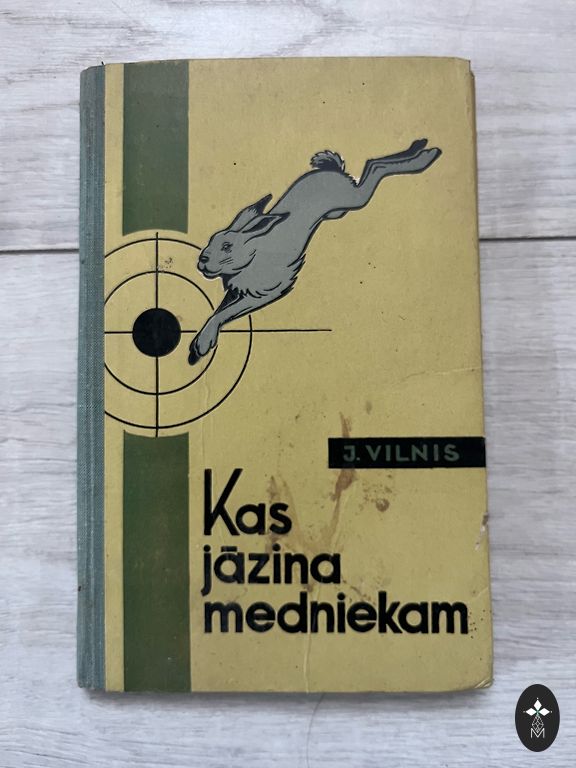 J. VILNIS
Kas
jāzina
medniekam